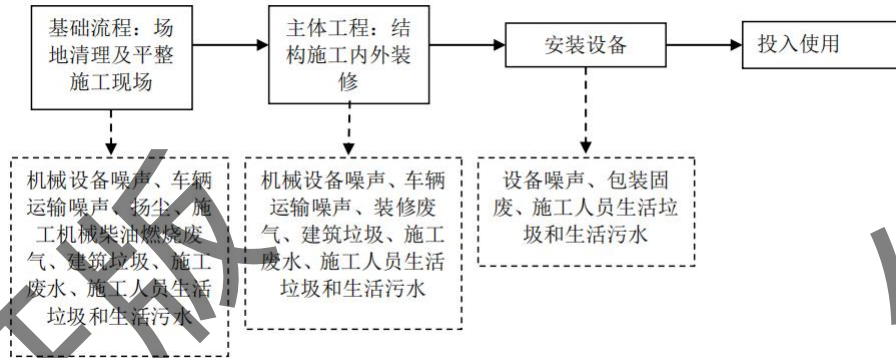 基础流程：场
地清理及平整
施工现场
主体工程：结
构施工内外装
修
安装设备
投入使用
机械设备噪声、车辆
运输噪声、扬尘、施
工机械柴油燃烧废
气、建筑垃圾、施工
废水、施工人员生活
垃圾和生活污水
机械设备噪声、车辆
运输噪声、装修废
气、建筑垃圾、施工
废水、施工人员生活
垃圾和生活污水
设备噪声、包装固
废、施工人员生活垃
圾和生活污水
版